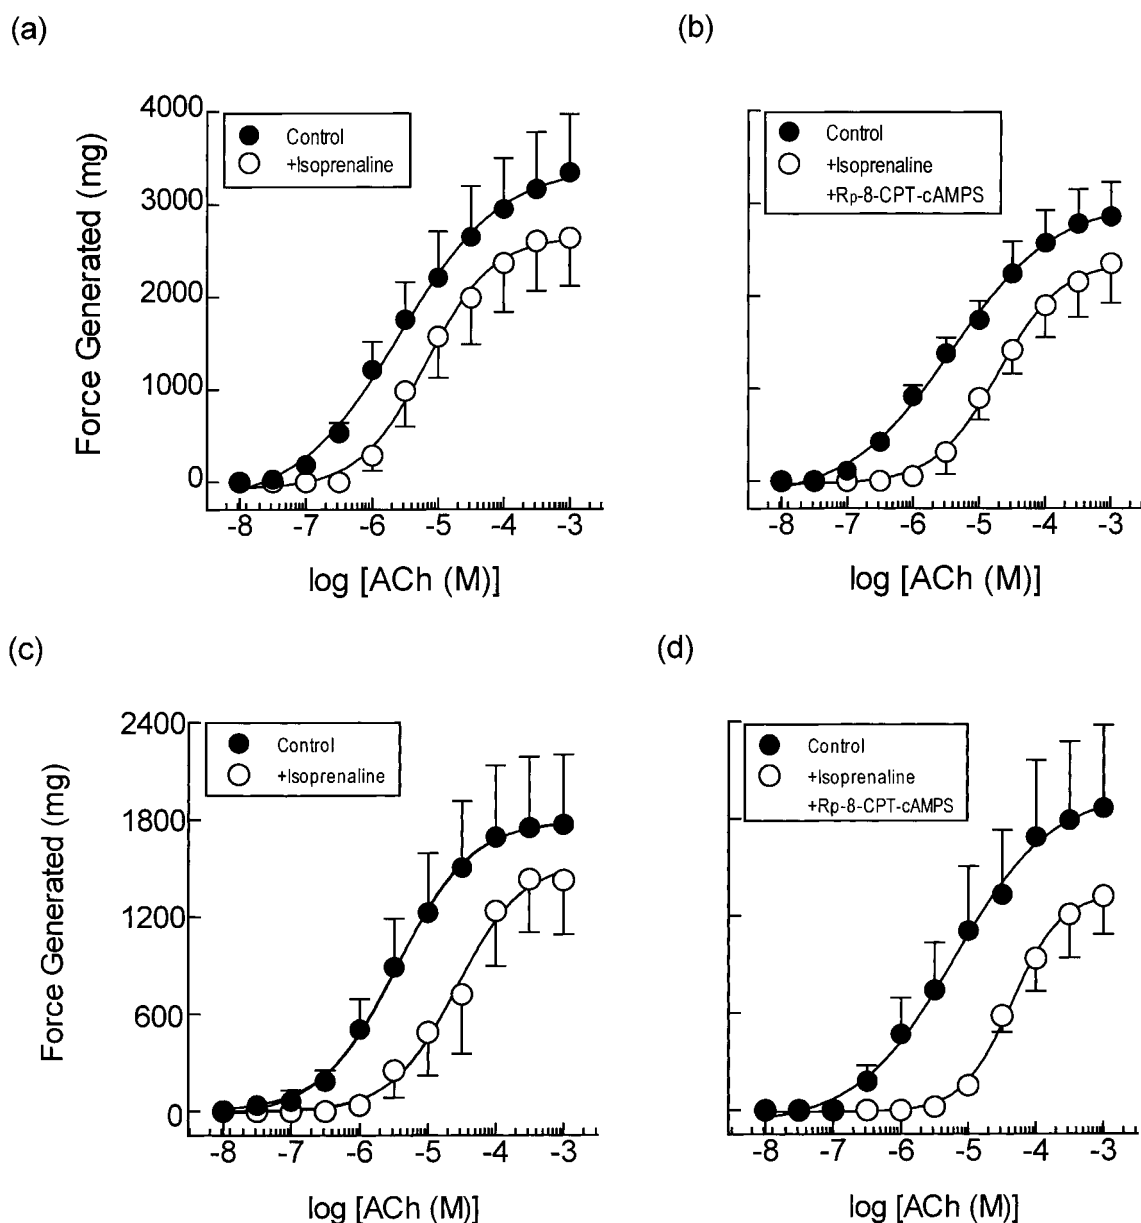 (a)
(b)
4000
3000
2000
1000
0
Force Generated (mg)
Control
+Isoprenaline
-8 -7 -6 -5 -4 -3
log [ACh (M)]
Control
+Isoprenaline
+Rp-8-CPT-cAMPS
-8 -7 -6 -5 -4 -3
log [ACh (M)]
(c)
(d)
2400
1800
1200
600
0
Force Generated (mg)
Control
+Isoprenaline
-8 -7 -6 -5 -4 -3
log [ACh (M)]
Control
+Isoprenaline
+Rp-8-CPT-cAMPS
-8 -7 -6 -5 -4 -3
log [ACh (M)]